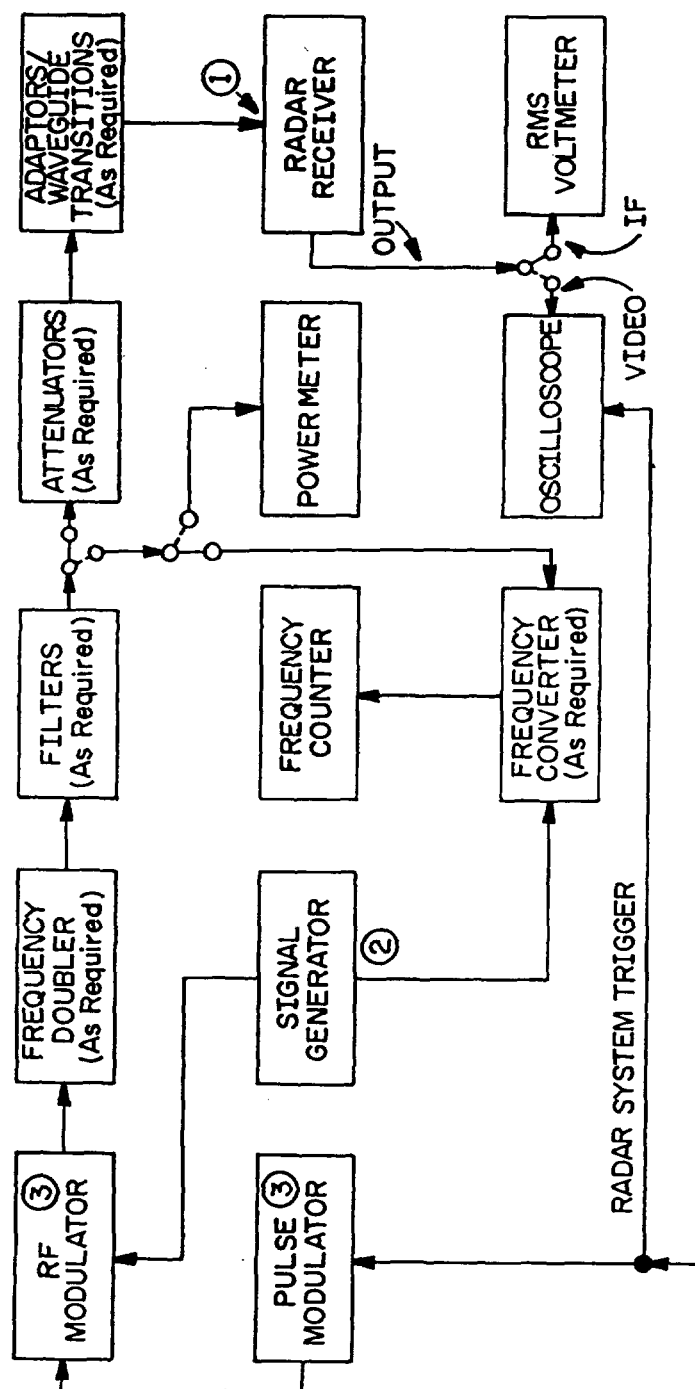 RF ③
MODULATOR
FREQUENCY
DOUBLER
(As Required)
FILTERS
(As Required)
ATTENUATORS
(As Required)
ADAPTORS/
WAVEGUIDE
TRANSITIONS
(As Required)
①
PULSE ③
MODULATOR
SIGNAL
GENERATOR
②
FREQUENCY
COUNTER
POWER METER
RADAR
RECEIVER
OUTPUT
FREQUENCY
CONVERTER
(As Required)
OSCILLOSCOPE
RMS
VOLTMETER
VIDEO
IF
RADAR SYSTEM TRIGGER